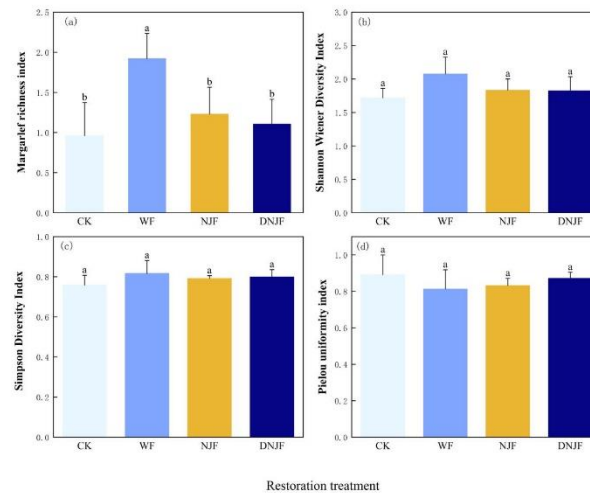 (a)
Margarlef richness index
2.5
2.0
1.5
1.0
0.5
0.0
b
a
b
b
CK WF NJF DNJF
(b)
Shannon Wiener Diversity Index
3.0
2.5
2.0
1.5
1.0
0.5
0.0
a
a
a
a
CK WF NJF DNJF
(c)
Simpson Diversity Index
1.0
0.8
0.6
0.4
0.2
0.0
a
a
a
a
CK WF NJF DNJF
(d)
Pielou uniformity index
1.0
0.8
0.6
0.4
0.2
0.0
a
a
a
a
CK WF NJF DNJF
Restoration treatment